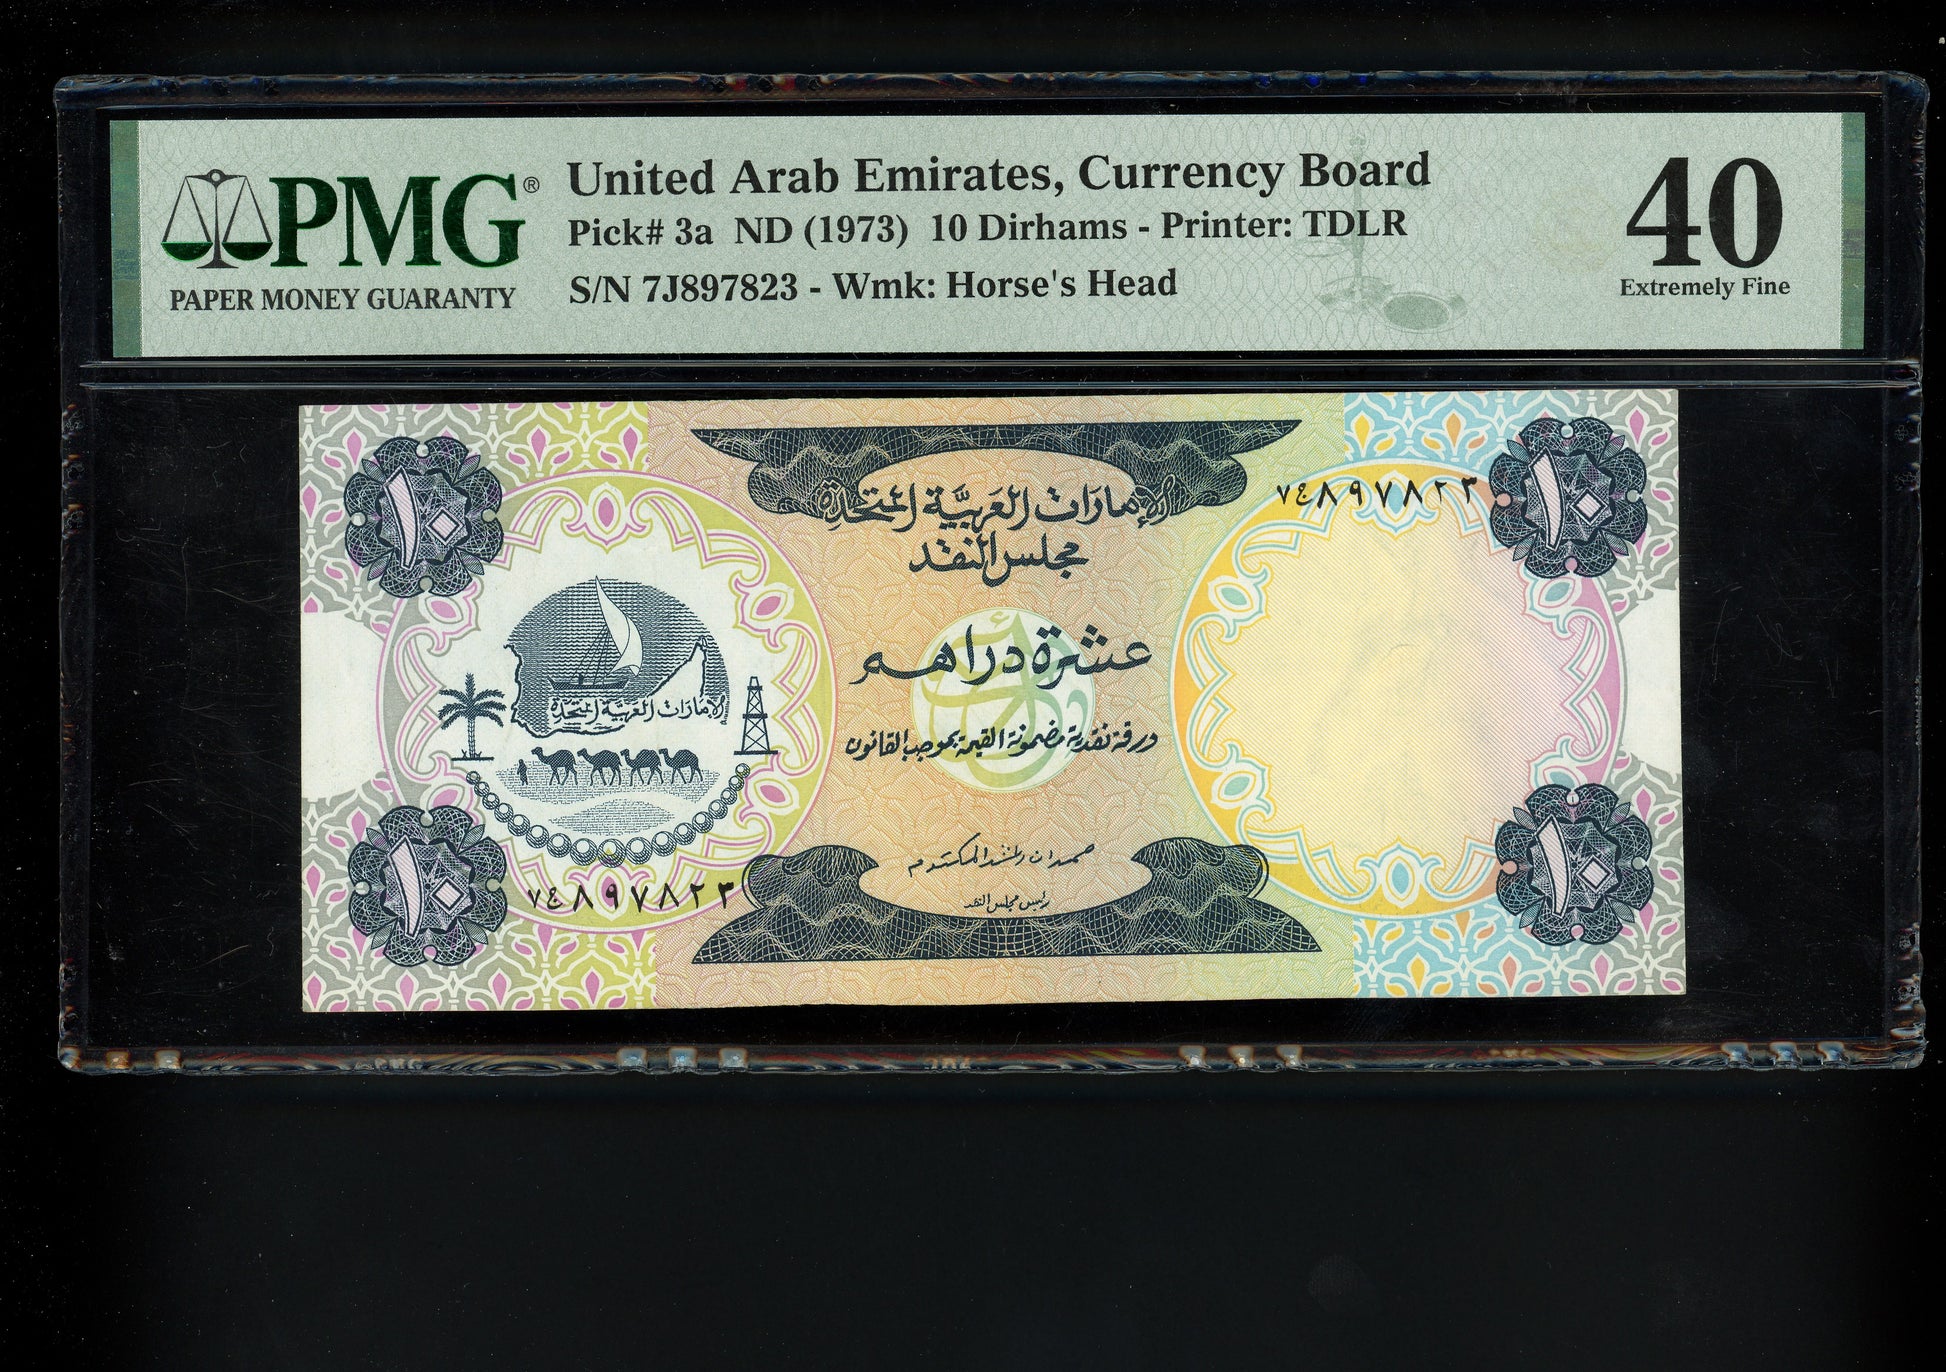 PMG®
PAPER MONEY GUARANTY
United Arab Emirates, Currency Board
Pick# 3a ND (1973) 10 Dirhams - Printer: TDLR
S/N 7J897823 - Wmk: Horse's Head
40
Extremely Fine
١٠
١٠
الإمارات العربيَّة المتحدة
مجلس النقد
٧ج٨٩٧٨٢٣
عشرة دراهم
الإمارات العربيَّة المتحدة
ورقة نقدية مضمونة القيمة بموجب القانون
١٠
١٠
٧ج٨٩٧٨٢٣
رئيس مجلس النقد